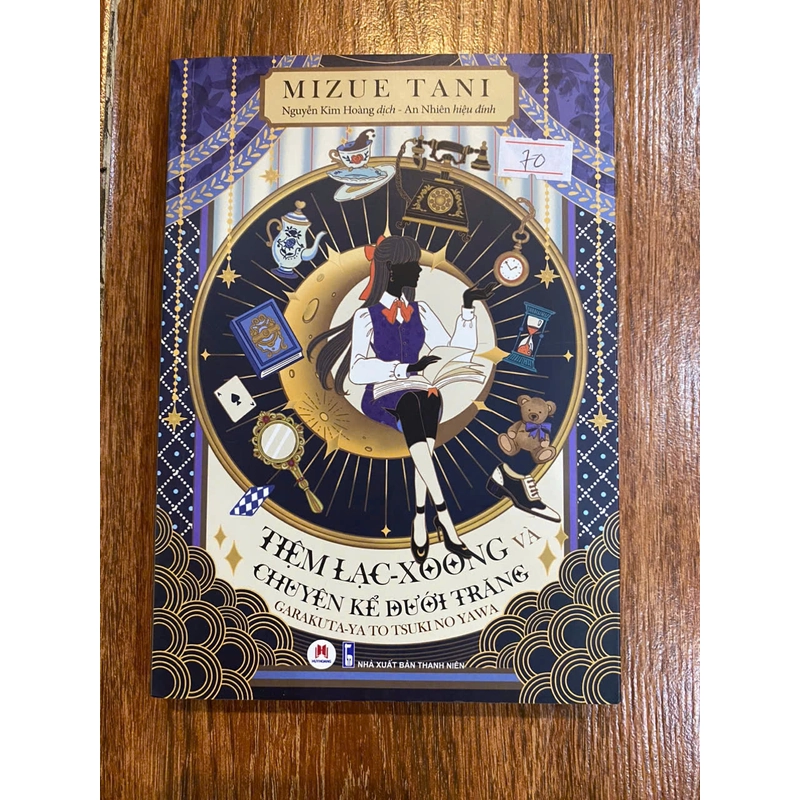 MIZUE TANI
Nguyễn Kim Hoàng dịch - An Nhiên hiệu đính
70
A
TIỆM LẠC-XOONG VÀ
CHUYỆN KỂ DƯỚI TRĂNG
GARAKUTA-YA TO TSUKI NO YAWA
HUYHOANG
NHÀ XUẤT BẢN THANH NIÊN